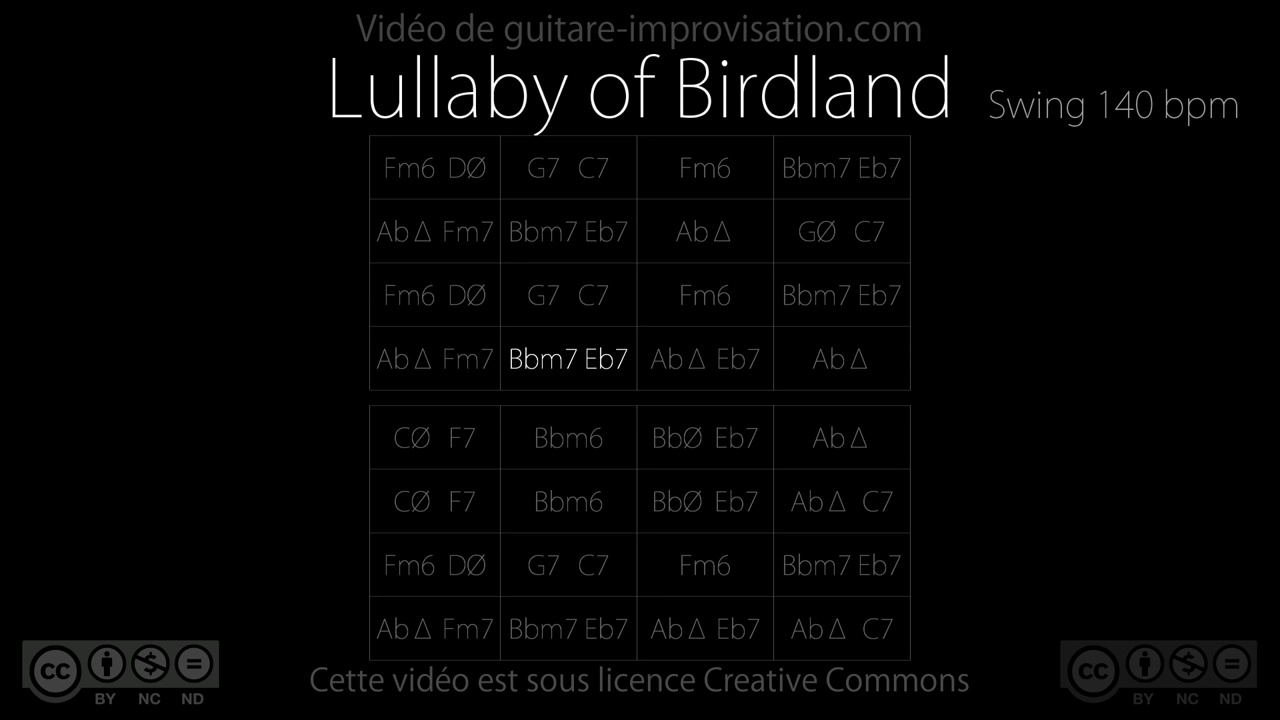 Vidéo de guitare-improvisation.com
Lullaby of Birdland Swing 140 bpm
Fm6 DØ G7 C7 Fm6 Bbm7 Eb7
Ab Δ Fm7 Bbm7 Eb7 Ab Δ GØ C7
Fm6 DØ G7 C7 Fm6 Bbm7 Eb7
Ab Δ Fm7 Bbm7 Eb7 Ab Δ Eb7 Ab Δ
CØ F7 Bbm6 BbØ Eb7 Ab Δ
CØ F7 Bbm6 BbØ Eb7 Ab Δ C7
Fm6 DØ G7 C7 Fm6 Bbm7 Eb7
Ab Δ Fm7 Bbm7 Eb7 Ab Δ Eb7 Ab Δ C7
cc BY NC ND
Cette vidéo est sous licence Creative Commons
cc BY NC ND